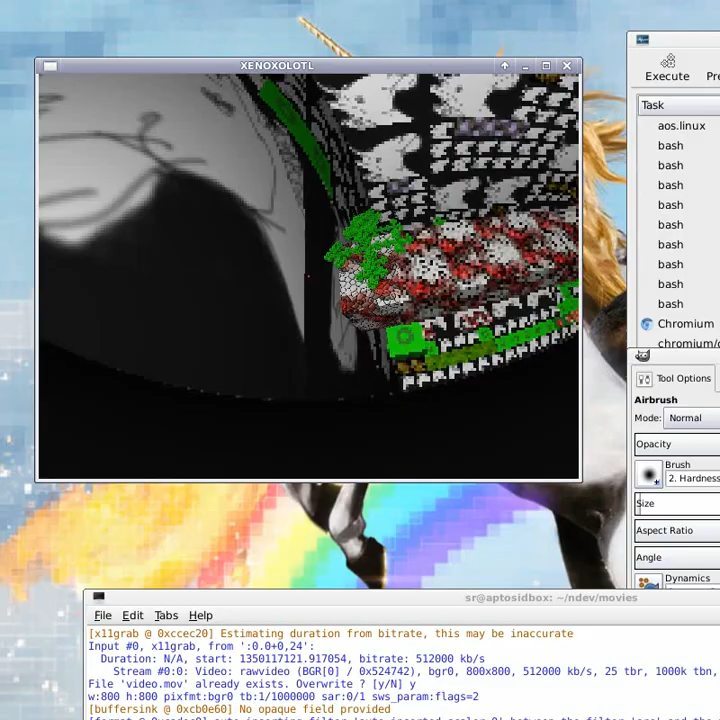 XENOXOLOTL
Execute
Task
aos.linux
bash
bash
bash
bash
bash
bash
bash
bash
bash
Chromium
Tool Options
Airbrush
Mode: Normal
Opacity
Brush
2. Hardness
Size
Aspect Ratio
Angle
Dynamics
sr@aptosidbox: ~/ndev/movies
File Edit Tabs Help
[x11grab @ 0xccec20] Estimating duration from bitrate, this may be inaccurate
Input #0, x11grab, from ':0.0+0,24':
Duration: N/A, start: 1350117121.917054, bitrate: 512000 kb/s
Stream #0:0: Video: rawvideo (BGR[0] / 0x524742), bgr0, 800x800, 512000 kb/s, 25 tbr, 1000k tbn,
File 'video.mov' already exists. Overwrite ? [y/N] y
w:800 h:800 pixfmt:bgr0 tb:1/1000000 sar:0/1 sws_param:flags=2
[buffersink @ 0xcb0e60] No opaque field provided